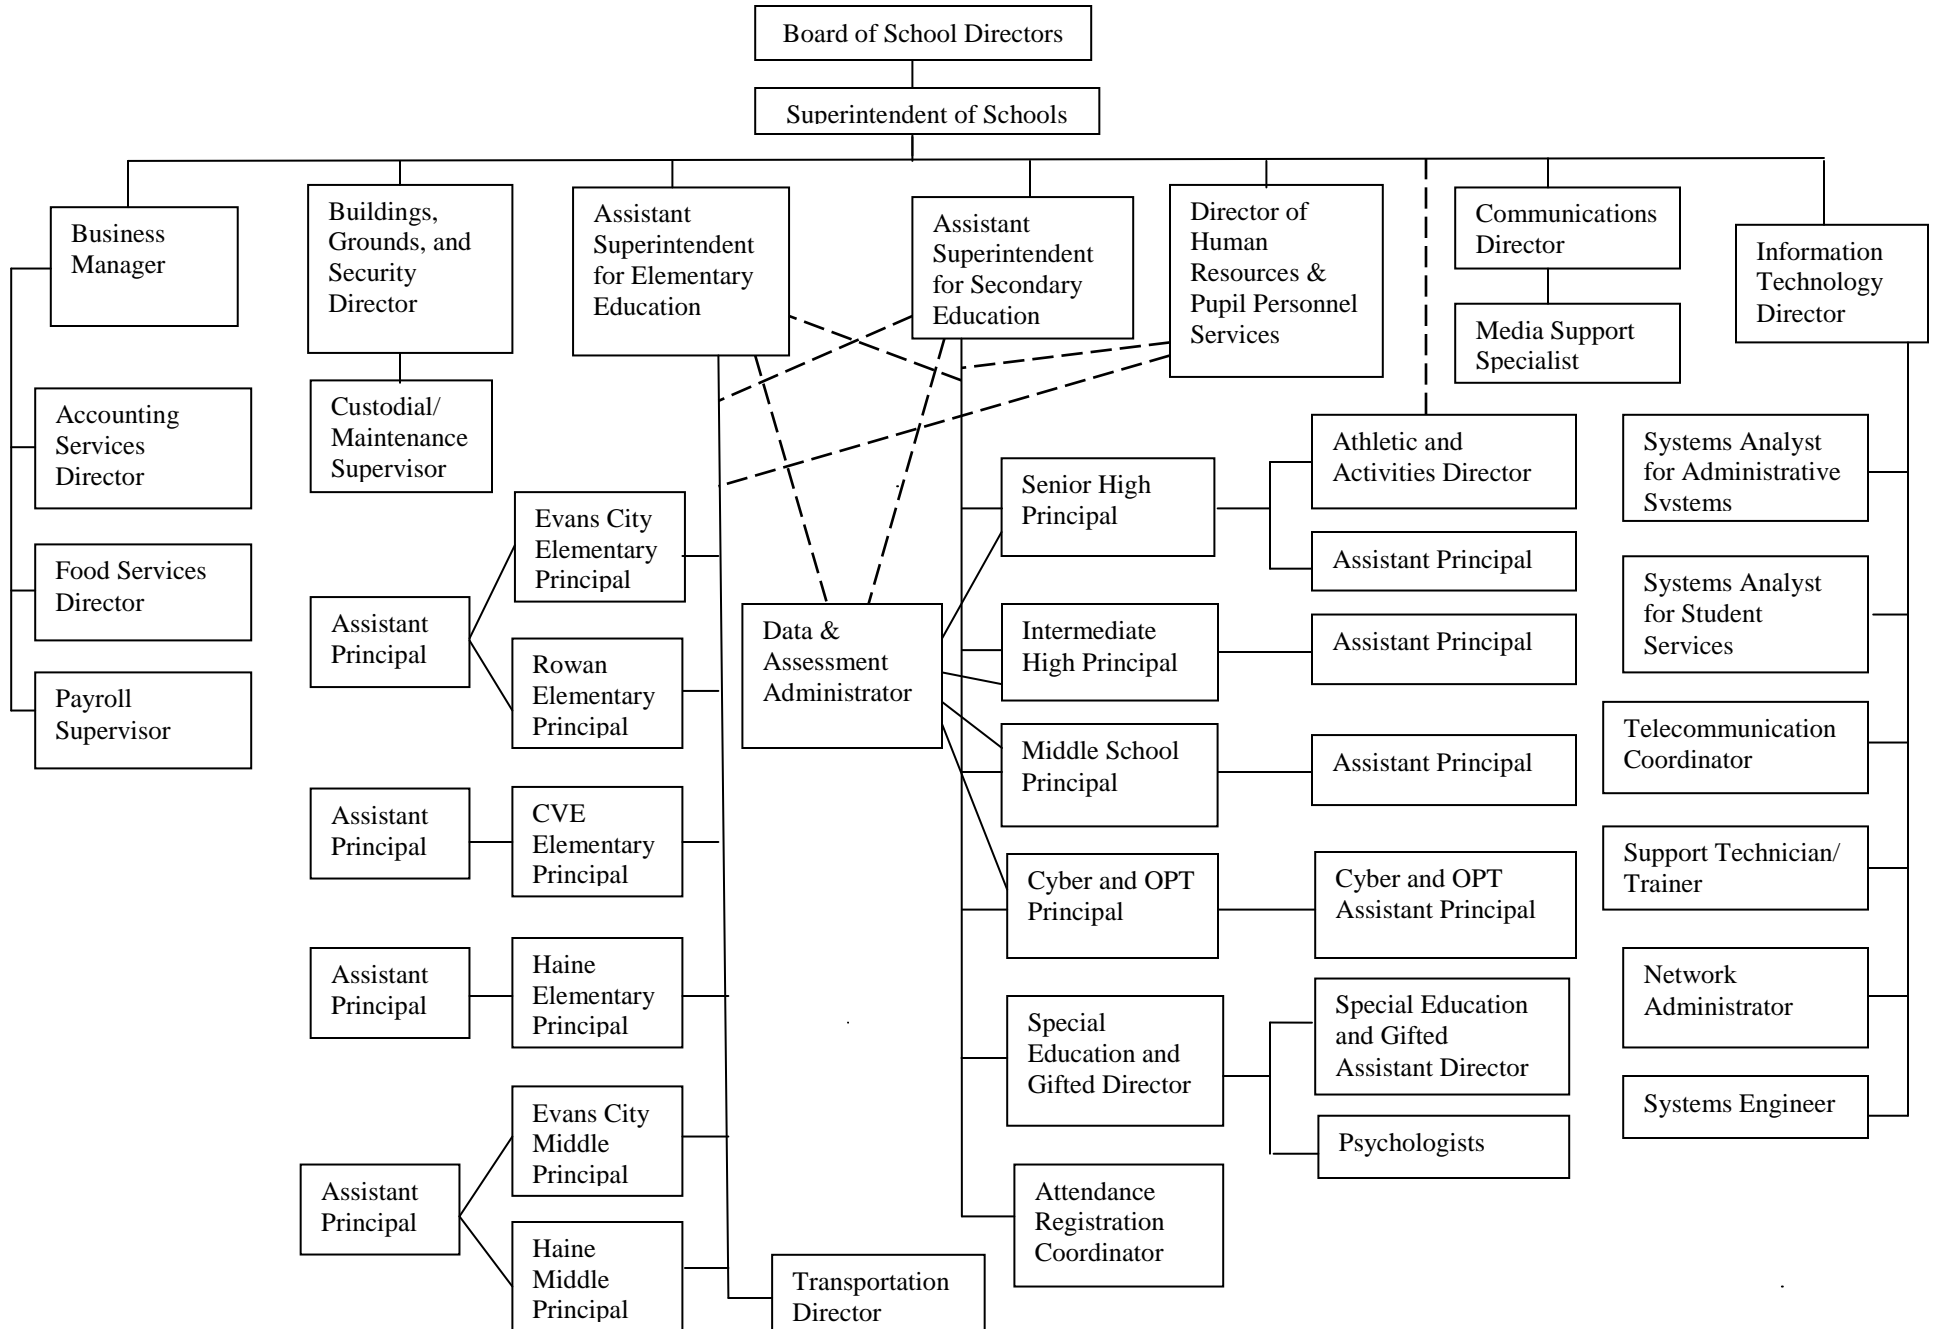 Board of School Directors
Superintendent of Schools
Business
Manager
Buildings,
Grounds, and
Security
Director
Assistant
Superintendent
for Elementary
Education
Assistant
Superintendent
for Secondary
Education
Director of
Human
Resources &
Pupil Personnel
Services
Communications
Director
Information
Technology
Director
Media Support
Specialist
Accounting
Services
Director
Food Services
Director
Payroll
Supervisor
Custodial/
Maintenance
Supervisor
Evans City
Elementary
Principal
Assistant
Principal
Rowan
Elementary
Principal
Assistant
Principal
CVE
Elementary
Principal
Assistant
Principal
Haine
Elementary
Principal
Evans City
Middle
Principal
Assistant
Principal
Haine
Middle
Principal
Transportation
Director
Data &
Assessment
Administrator
Senior High
Principal
Athletic and
Activities Director
Assistant Principal
Intermediate
High Principal
Assistant Principal
Middle School
Principal
Assistant Principal
Cyber and OPT
Principal
Cyber and OPT
Assistant Principal
Special
Education and
Gifted Director
Special Education
and Gifted
Assistant Director
Psychologists
Attendance
Registration
Coordinator
Systems Analyst
for Administrative
Systems
Systems Analyst
for Student
Services
Telecommunication
Coordinator
Support Technician/
Trainer
Network
Administrator
Systems Engineer